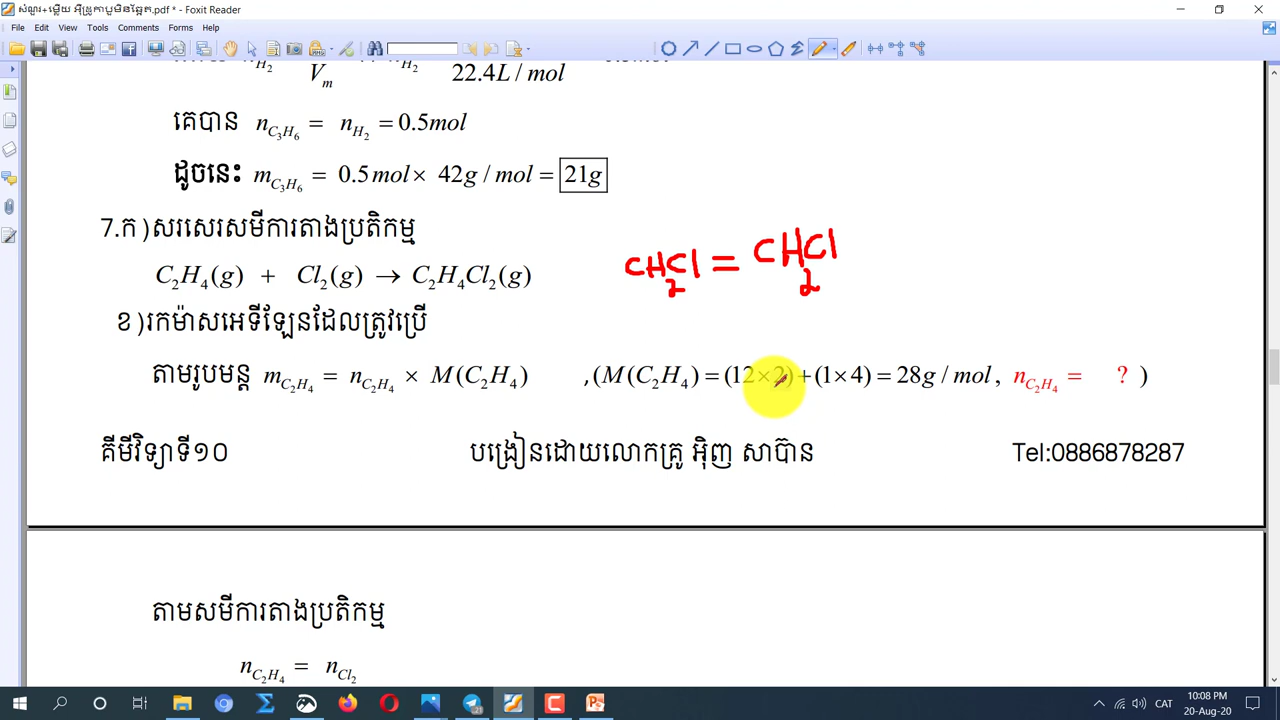 សំណួរ+ម្លើយ អ៊ីដ្រូកាបួមិនឆ្អែត.pdf * - Foxit Reader
File Edit View Tools Comments Forms Help
V_m 22.4L / mol
គេបាន n_{C₃H₆} = n_{H₂} = 0.5mol
ដូចនេះ m_{C₃H₆} = 0.5mol × 42g / mol = 21g
7.ក )សរសេរសមីការតាងប្រតិកម្ម
C₂H₄(g) + Cl₂(g) → C₂H₄Cl₂(g)
CH₂Cl = CH₂Cl
ខ )រកម៉ាសអេទីឡែនដែលត្រូវប្រើ
តាមរូបមន្ត m_{C₂H₄} = n_{C₂H₄} × M(C₂H₄) ,(M(C₂H₄) = (12×2)+(1×4) = 28g / mol, n_{C₂H₄} = ? )
គីមីវិទ្យាទី១០ បង្រៀនដោយលោកគ្រូ អ៊ិញ សាប៊ាន Tel:0886878287
តាមសមីការតាងប្រតិកម្ម
n_{C₂H₄} = n_{Cl₂}
10:08 PM
CAT
20-Aug-20